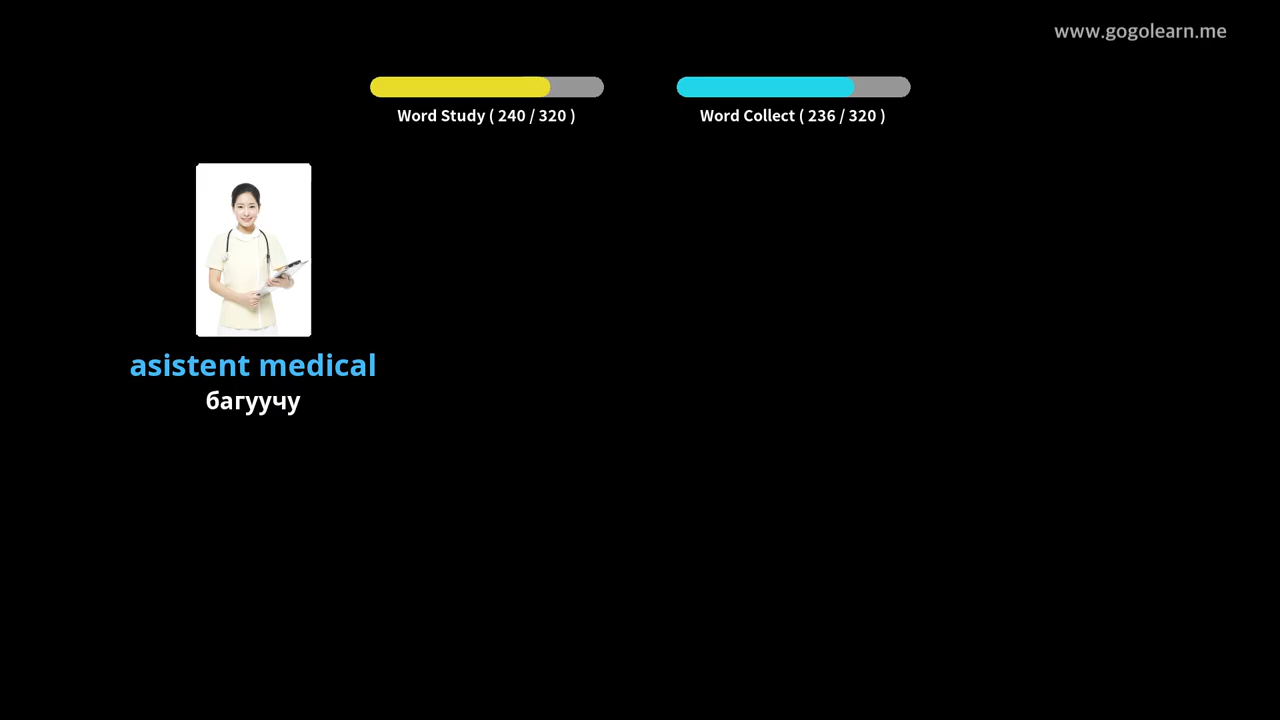 www.gogolearn.me
Word Study ( 240 / 320 )
Word Collect ( 236 / 320 )
asistent medical
багуучу